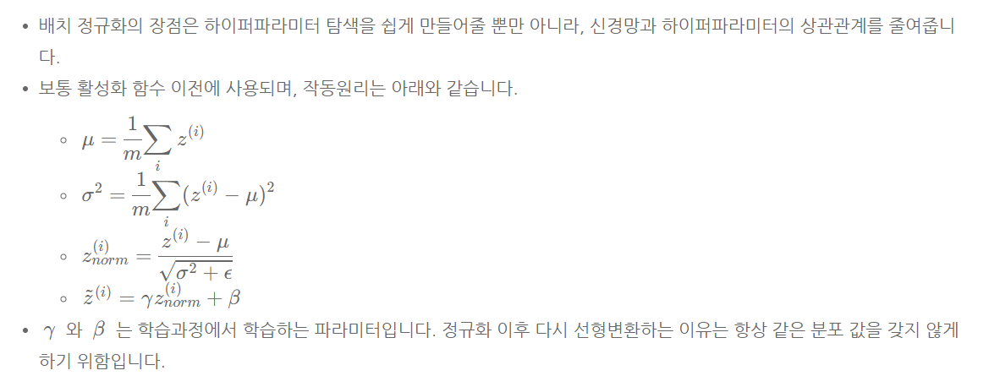 • 배치 정규화의 장점은 하이퍼파라미터 탐색을 쉽게 만들어줄 뿐만 아니라, 신경망과 하이퍼파라미터의 상관관계를 줄여줍니
다.
• 보통 활성화 함수 이전에 사용되며, 작동원리는 아래와 같습니다.
◦ $\mu = \frac{1}{m}\sum_{i} z^{(i)}$
◦ $\sigma^2 = \frac{1}{m}\sum_{i} (z^{(i)} - \mu)^2$
◦ $z_{norm}^{(i)} = \frac{z^{(i)} - \mu}{\sqrt{\sigma^2 + \epsilon}}$
◦ $\tilde{z}^{(i)} = \gamma z_{norm}^{(i)} + \beta$
• $\gamma$ 와 $\beta$ 는 학습과정에서 학습하는 파라미터입니다. 정규화 이후 다시 선형변환하는 이유는 항상 같은 분포 값을 갖지 않게
하기 위함입니다.